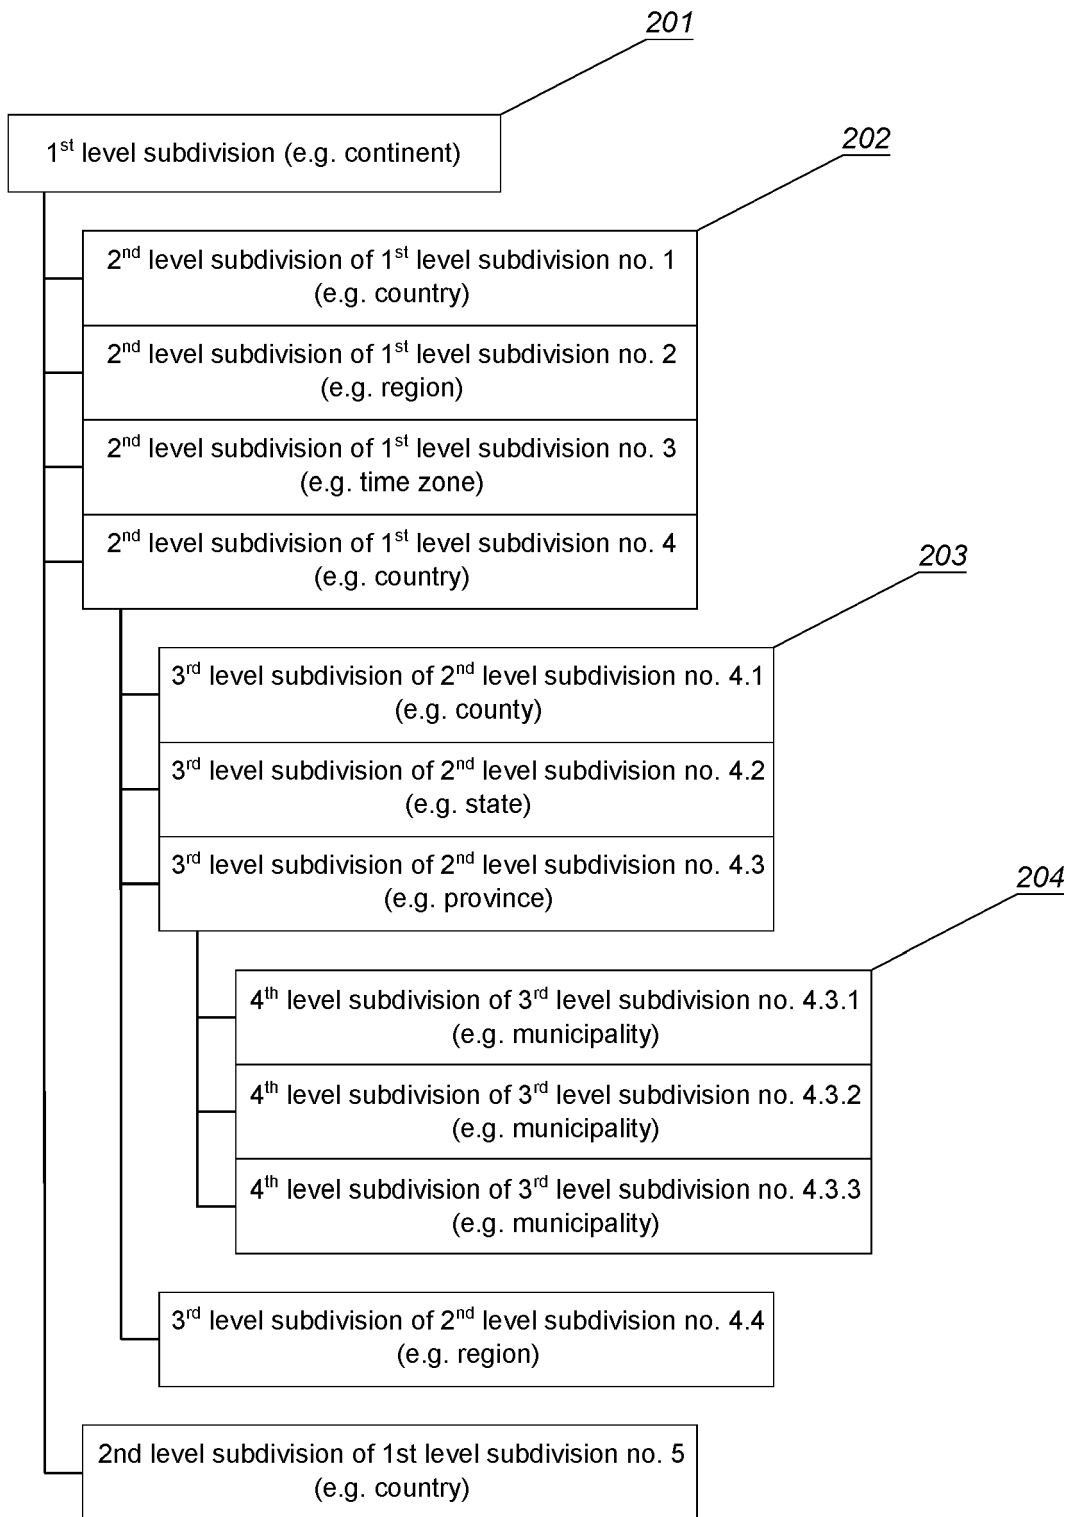 201
1st level subdivision (e.g. continent)
202
2nd level subdivision of 1st level subdivision no. 1
(e.g. country)
2nd level subdivision of 1st level subdivision no. 2
(e.g. region)
2nd level subdivision of 1st level subdivision no. 3
(e.g. time zone)
2nd level subdivision of 1st level subdivision no. 4
(e.g. country)
203
3rd level subdivision of 2nd level subdivision no. 4.1
(e.g. county)
3rd level subdivision of 2nd level subdivision no. 4.2
(e.g. state)
3rd level subdivision of 2nd level subdivision no. 4.3
(e.g. province)
204
4th level subdivision of 3rd level subdivision no. 4.3.1
(e.g. municipality)
4th level subdivision of 3rd level subdivision no. 4.3.2
(e.g. municipality)
4th level subdivision of 3rd level subdivision no. 4.3.3
(e.g. municipality)
3rd level subdivision of 2nd level subdivision no. 4.4
(e.g. region)
2nd level subdivision of 1st level subdivision no. 5
(e.g. country)